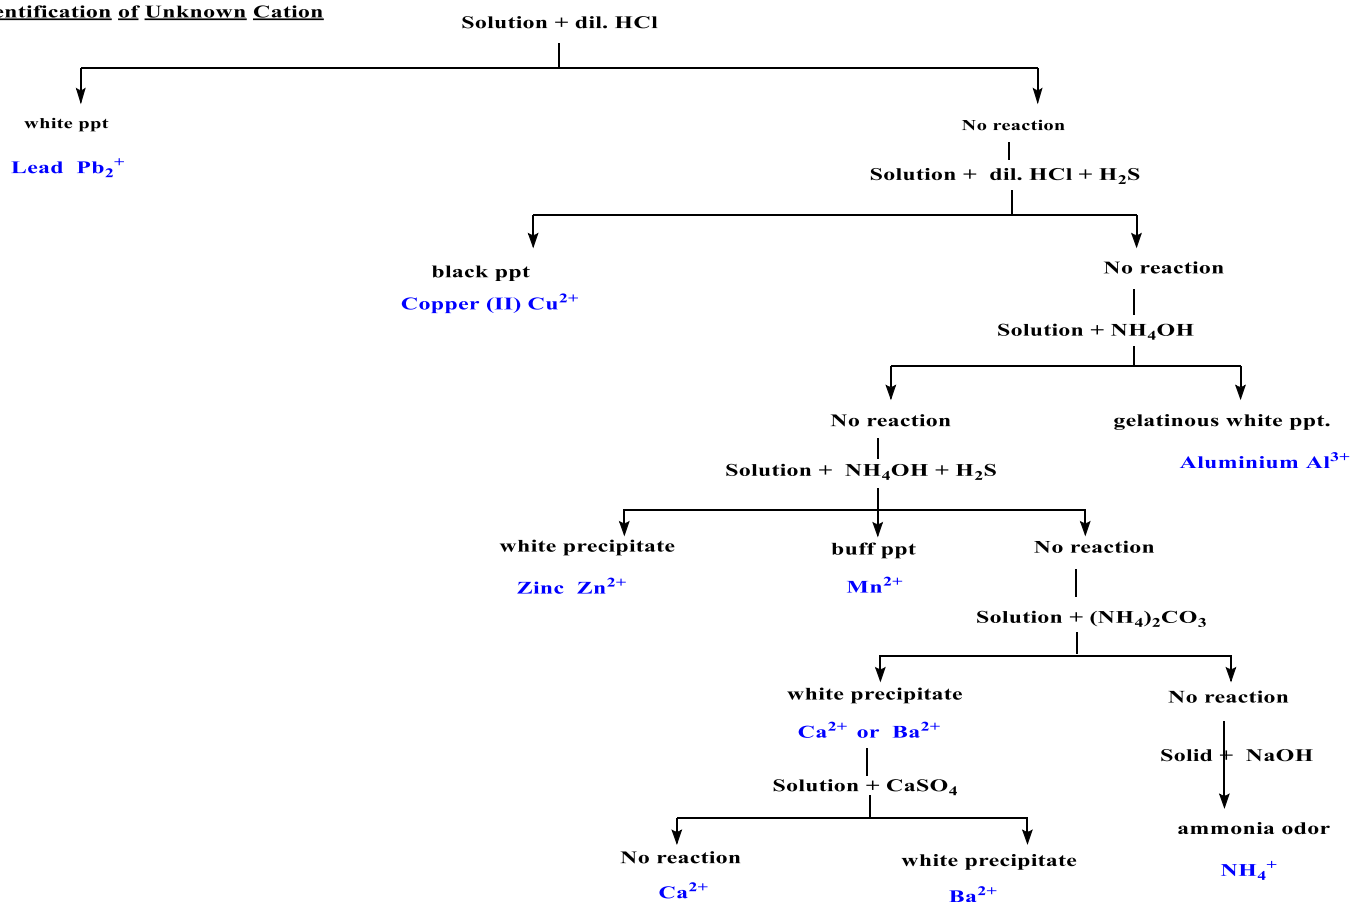 entification of Unknown Cation
Solution + dil. HCl
white ppt
No reaction
Lead Pb₂⁺
Solution + dil. HCl + H₂S
black ppt
No reaction
Copper (II) Cu²⁺
Solution + NH₄OH
No reaction
gelatinous white ppt.
Aluminium Al³⁺
Solution + NH₄OH + H₂S
white precipitate
buff ppt
No reaction
Zinc Zn²⁺
Mn²⁺
Solution + (NH₄)₂CO₃
white precipitate
No reaction
Ca²⁺ or Ba²⁺
Solid + NaOH
Solution + CaSO₄
ammonia odor
No reaction
white precipitate
NH₄⁺
Ca²⁺
Ba²⁺